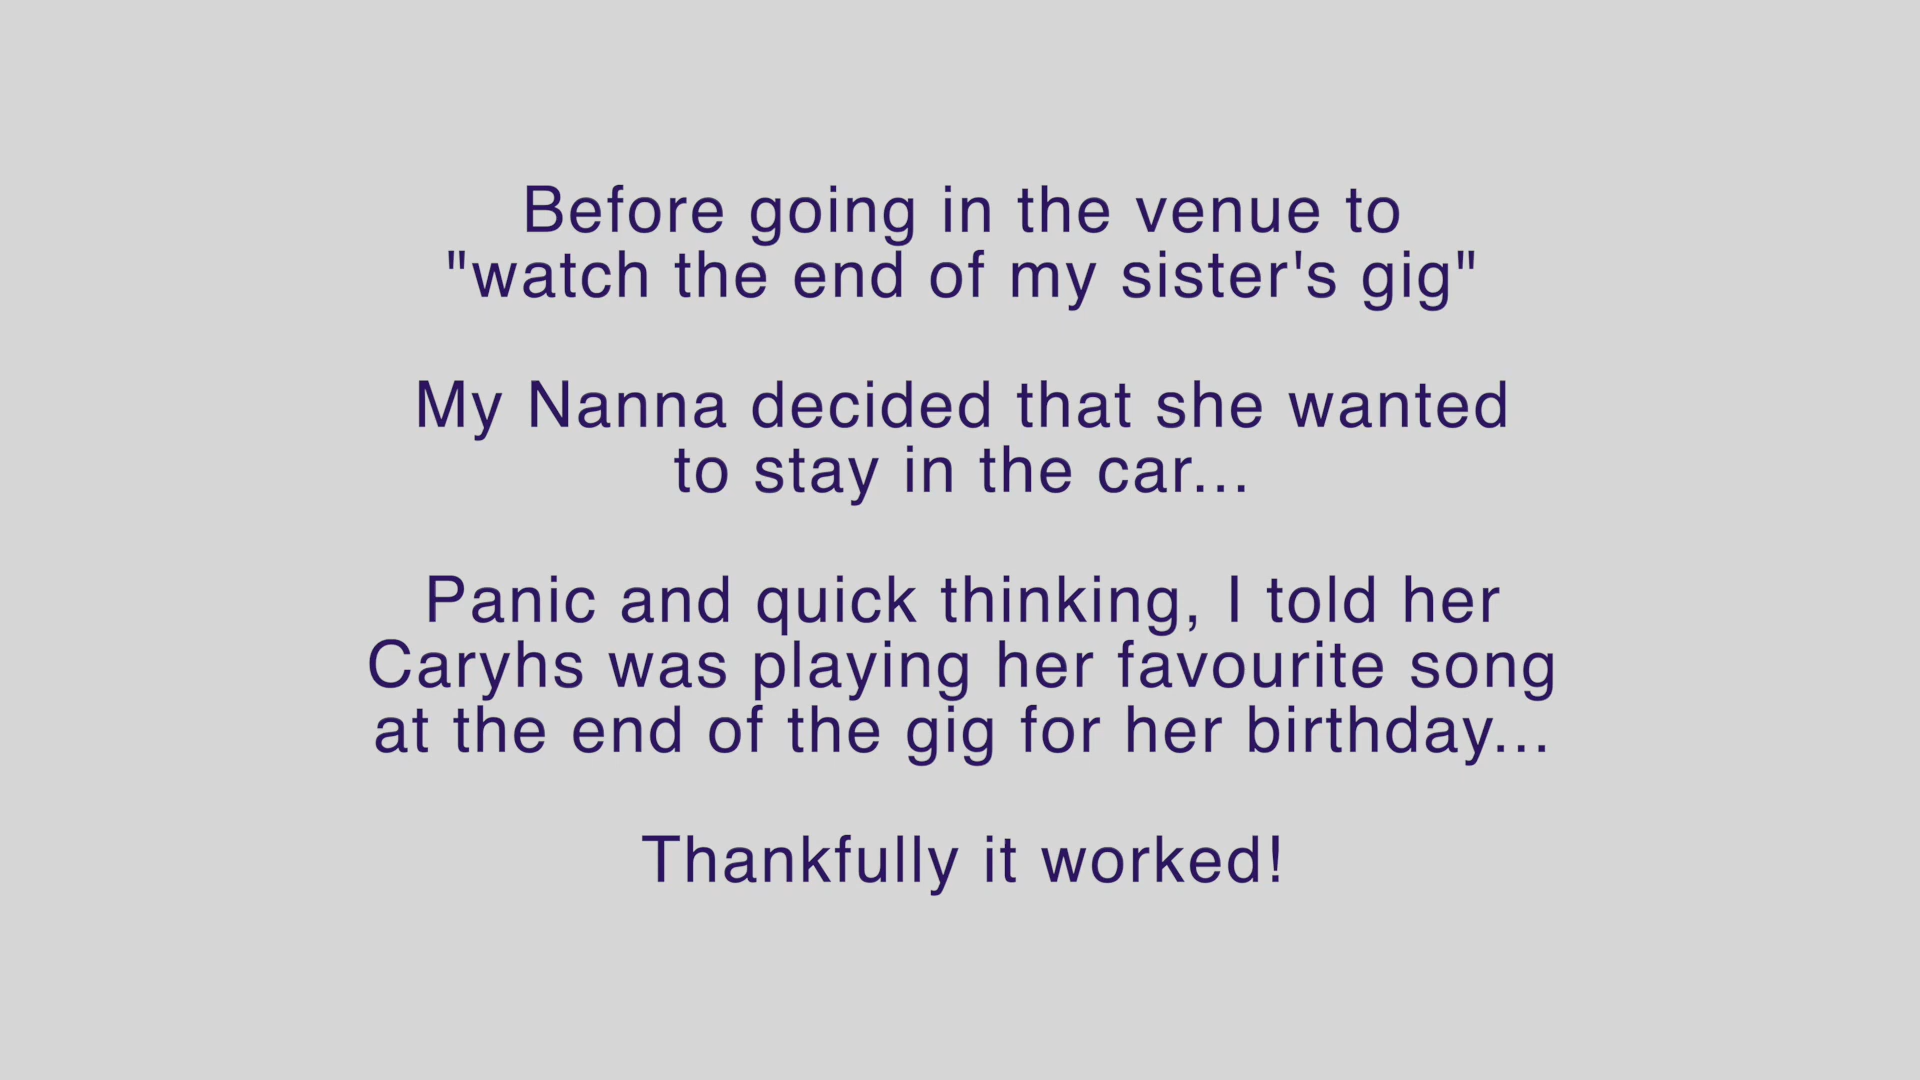 Before going in the venue to
"watch the end of my sister's gig"
My Nanna decided that she wanted
to stay in the car...
Panic and quick thinking, I told her
Caryhs was playing her favourite song
at the end of the gig for her birthday...
Thankfully it worked!